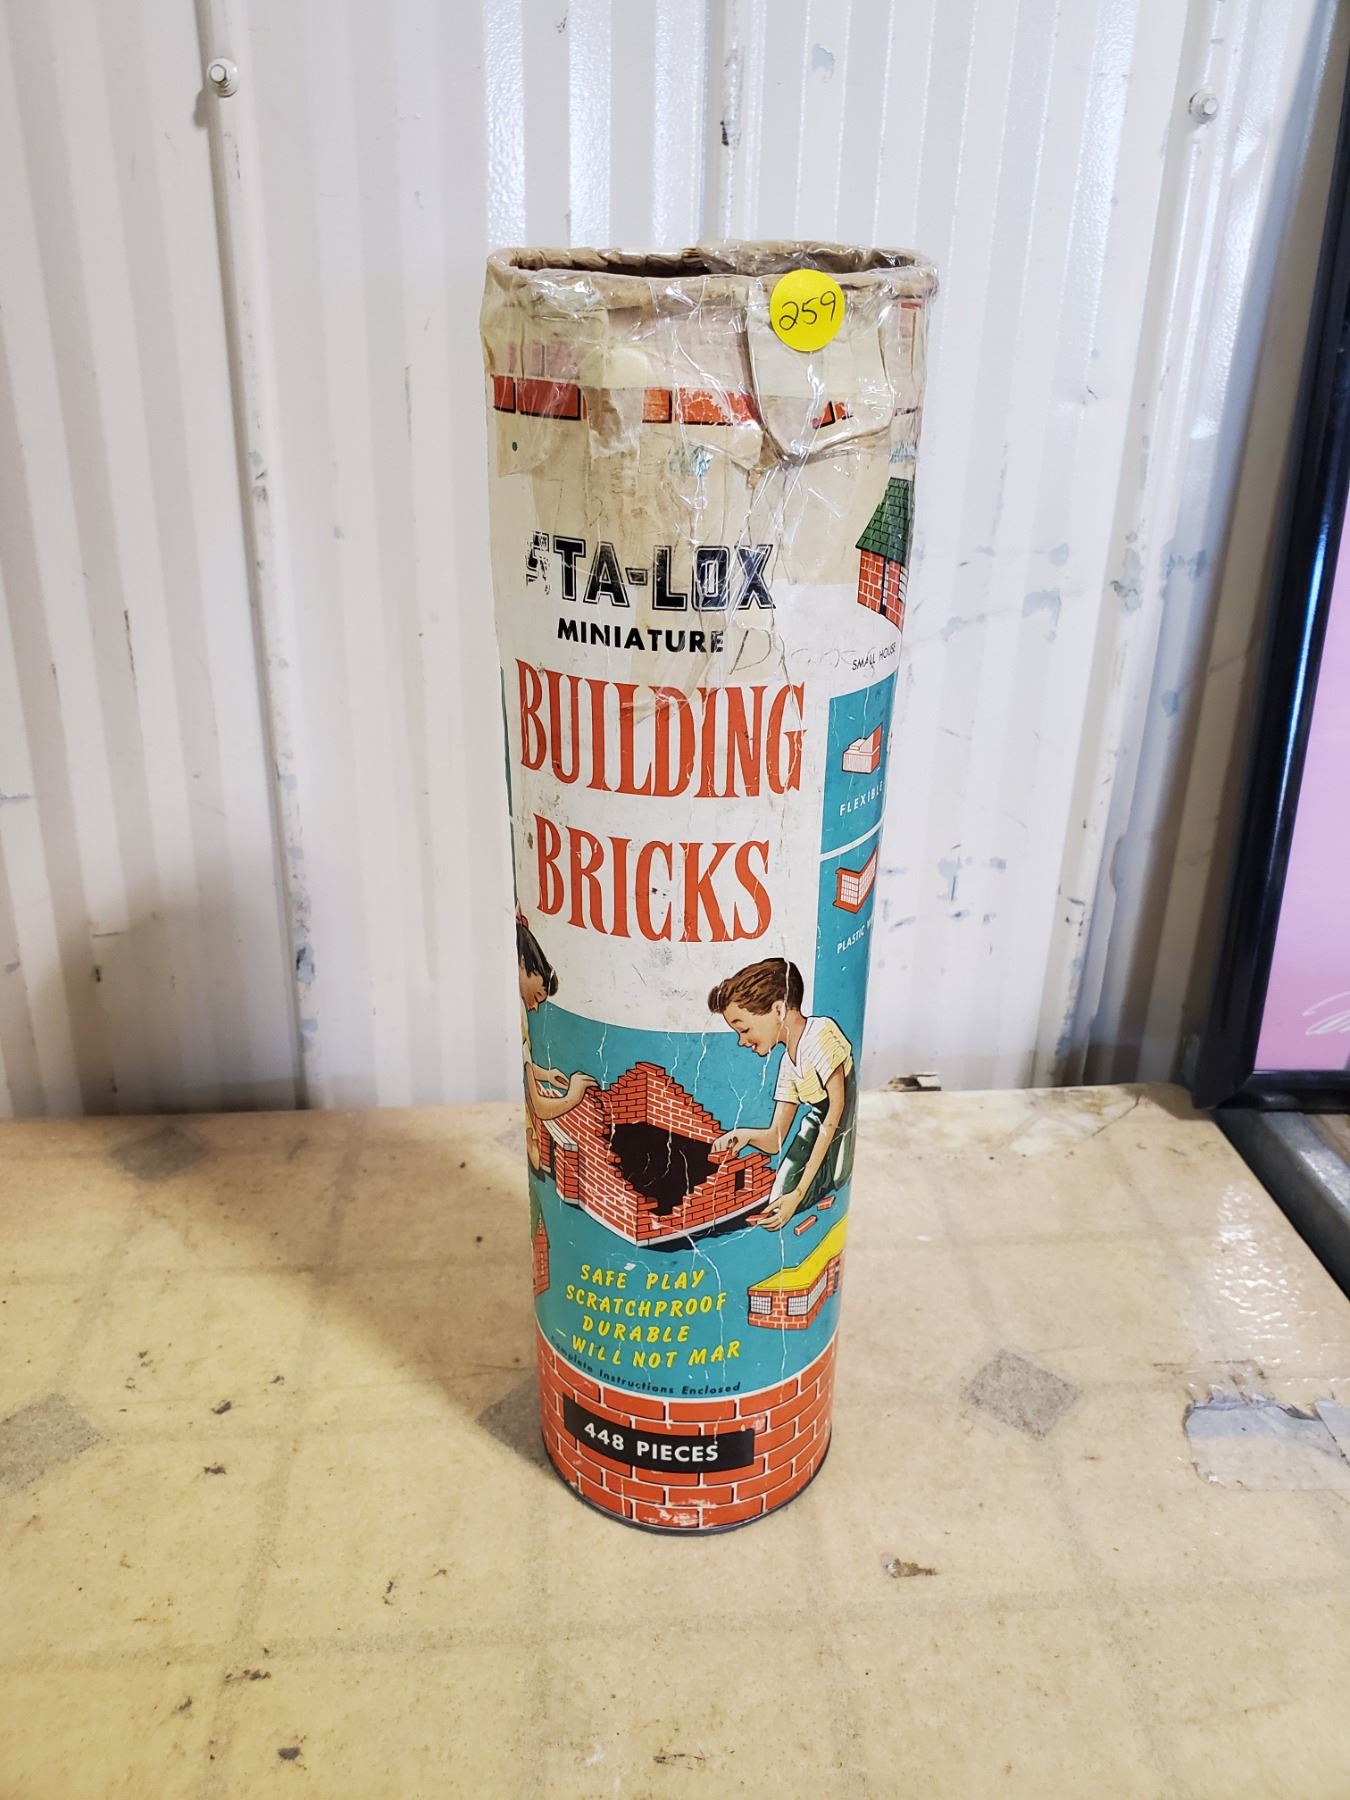 259
STA-LOX
MINIATURE
SMALL HOUSE
BUILDING
BRICKS
FLEXIBLE
PLASTIC
SAFE PLAY
SCRATCHPROOF
DURABLE
– WILL NOT MAR
Complete Instructions Enclosed
448 PIECES